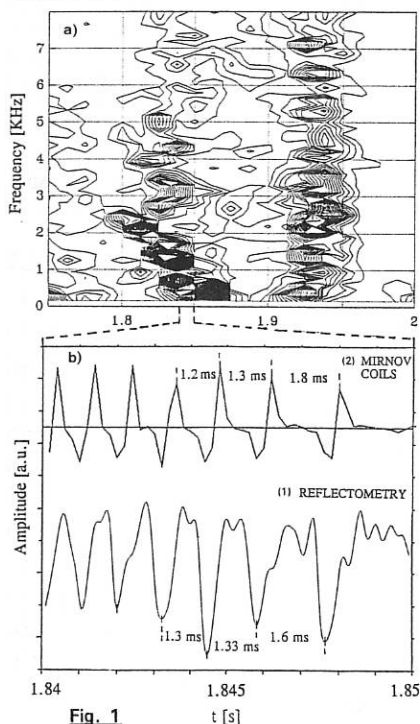 a)
Frequency [KHz]
7
6
5
4
3
2
1
0
1.8
1.9
2
b)
(2) MIRNOV
COILS
1.2 ms
1.3 ms
1.8 ms
Amplitude [a.u.]
(1) REFLECTOMETRY
1.3 ms
1.33 ms
1.6 ms
1.84
1.845
1.85
Fig. 1
t [s]